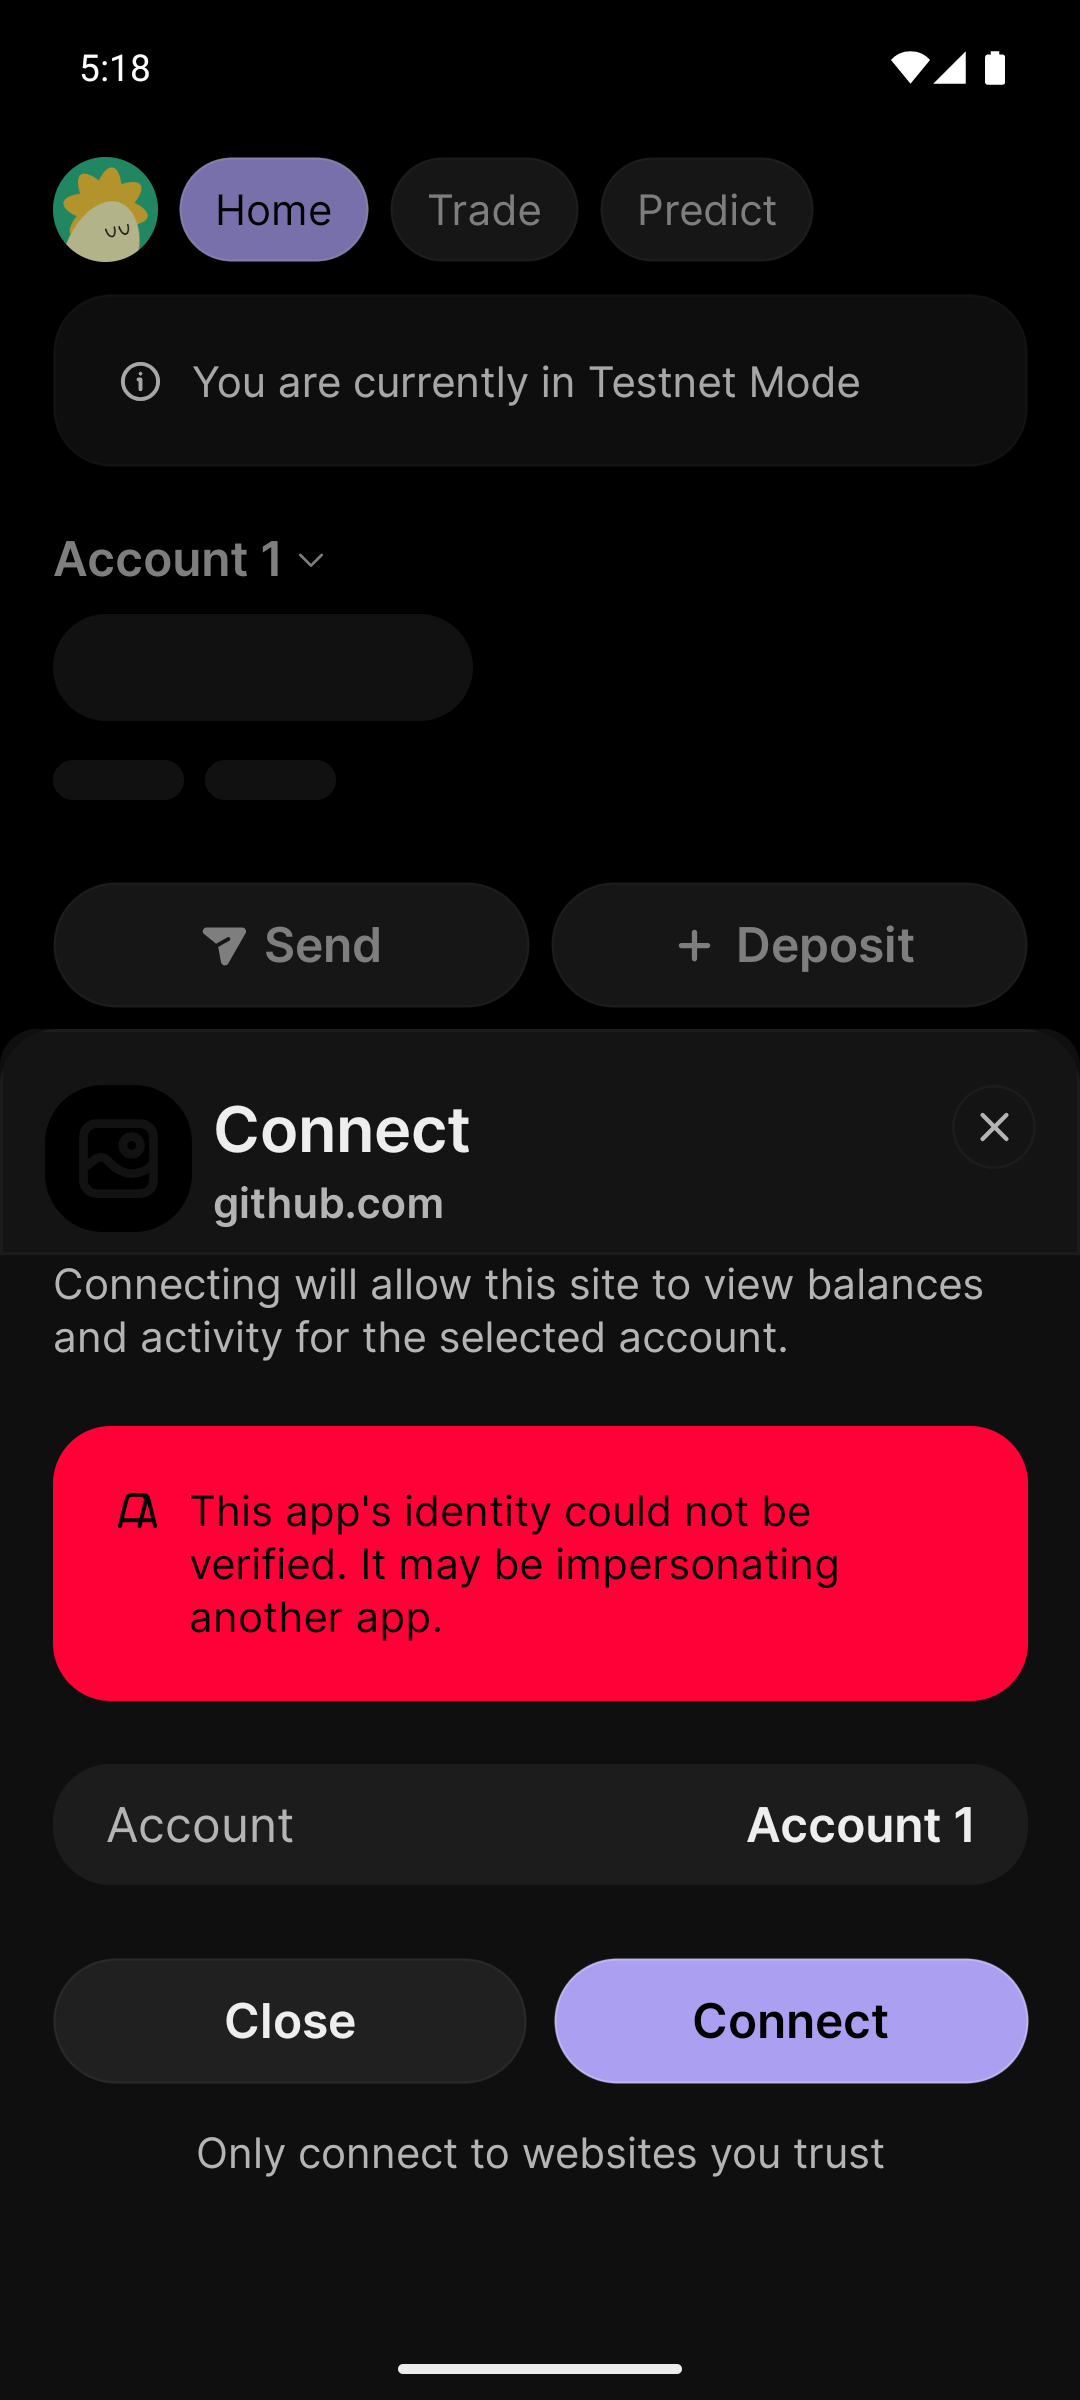 5:18
Home
Trade
Predict
You are currently in Testnet Mode
Account 1
Send
Deposit
Connect
github.com
Connecting will allow this site to view balances
and activity for the selected account.
This app's identity could not be
verified. It may be impersonating
another app.
Account
Account 1
Close
Connect
Only connect to websites you trust